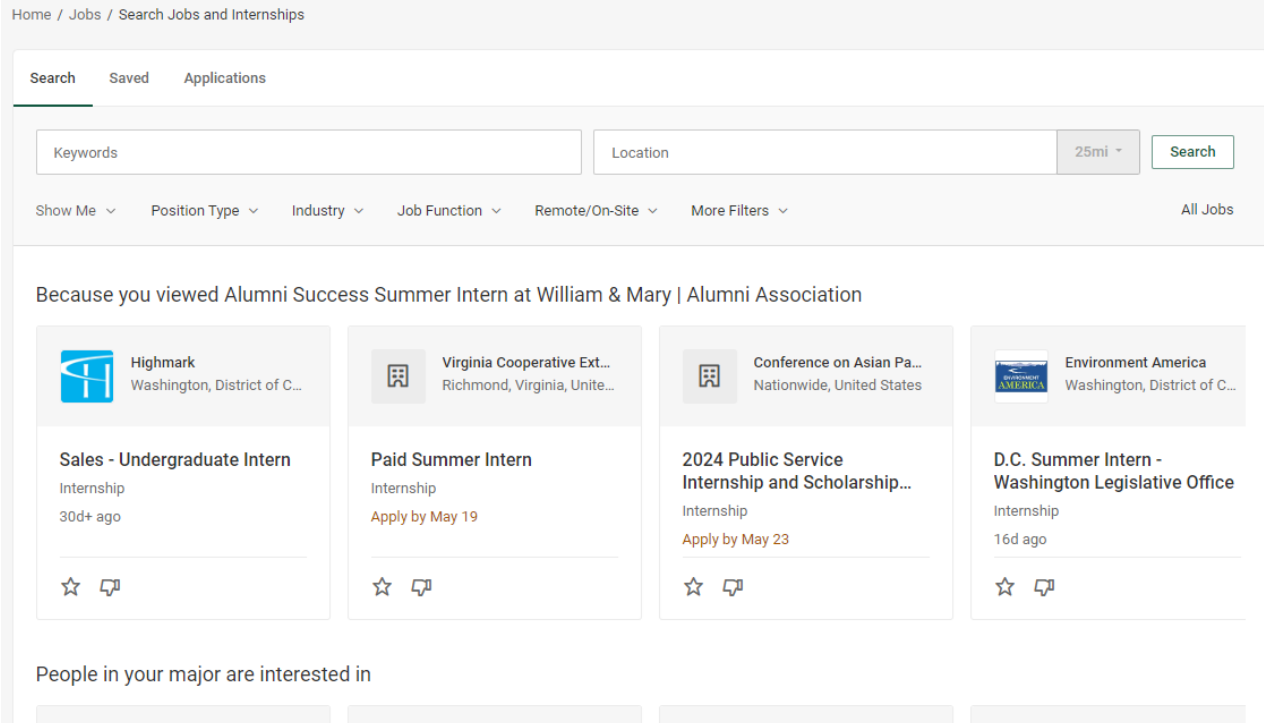 Home / Jobs / Search Jobs and Internships
Search Saved Applications
Keywords Location 25mi Search
Show Me Position Type Industry Job Function Remote/On-Site More Filters All Jobs
Because you viewed Alumni Success Summer Intern at William & Mary | Alumni Association
Highmark
Washington, District of C...
Sales - Undergraduate Intern
Internship
30d+ ago
Virginia Cooperative Ext...
Richmond, Virginia, Unite...
Paid Summer Intern
Internship
Apply by May 19
Conference on Asian Pa...
Nationwide, United States
2024 Public Service
Internship and Scholarship...
Internship
Apply by May 23
ENVIRONMENT
AMERICA
Environment America
Washington, District of C...
D.C. Summer Intern -
Washington Legislative Office
Internship
16d ago
People in your major are interested in